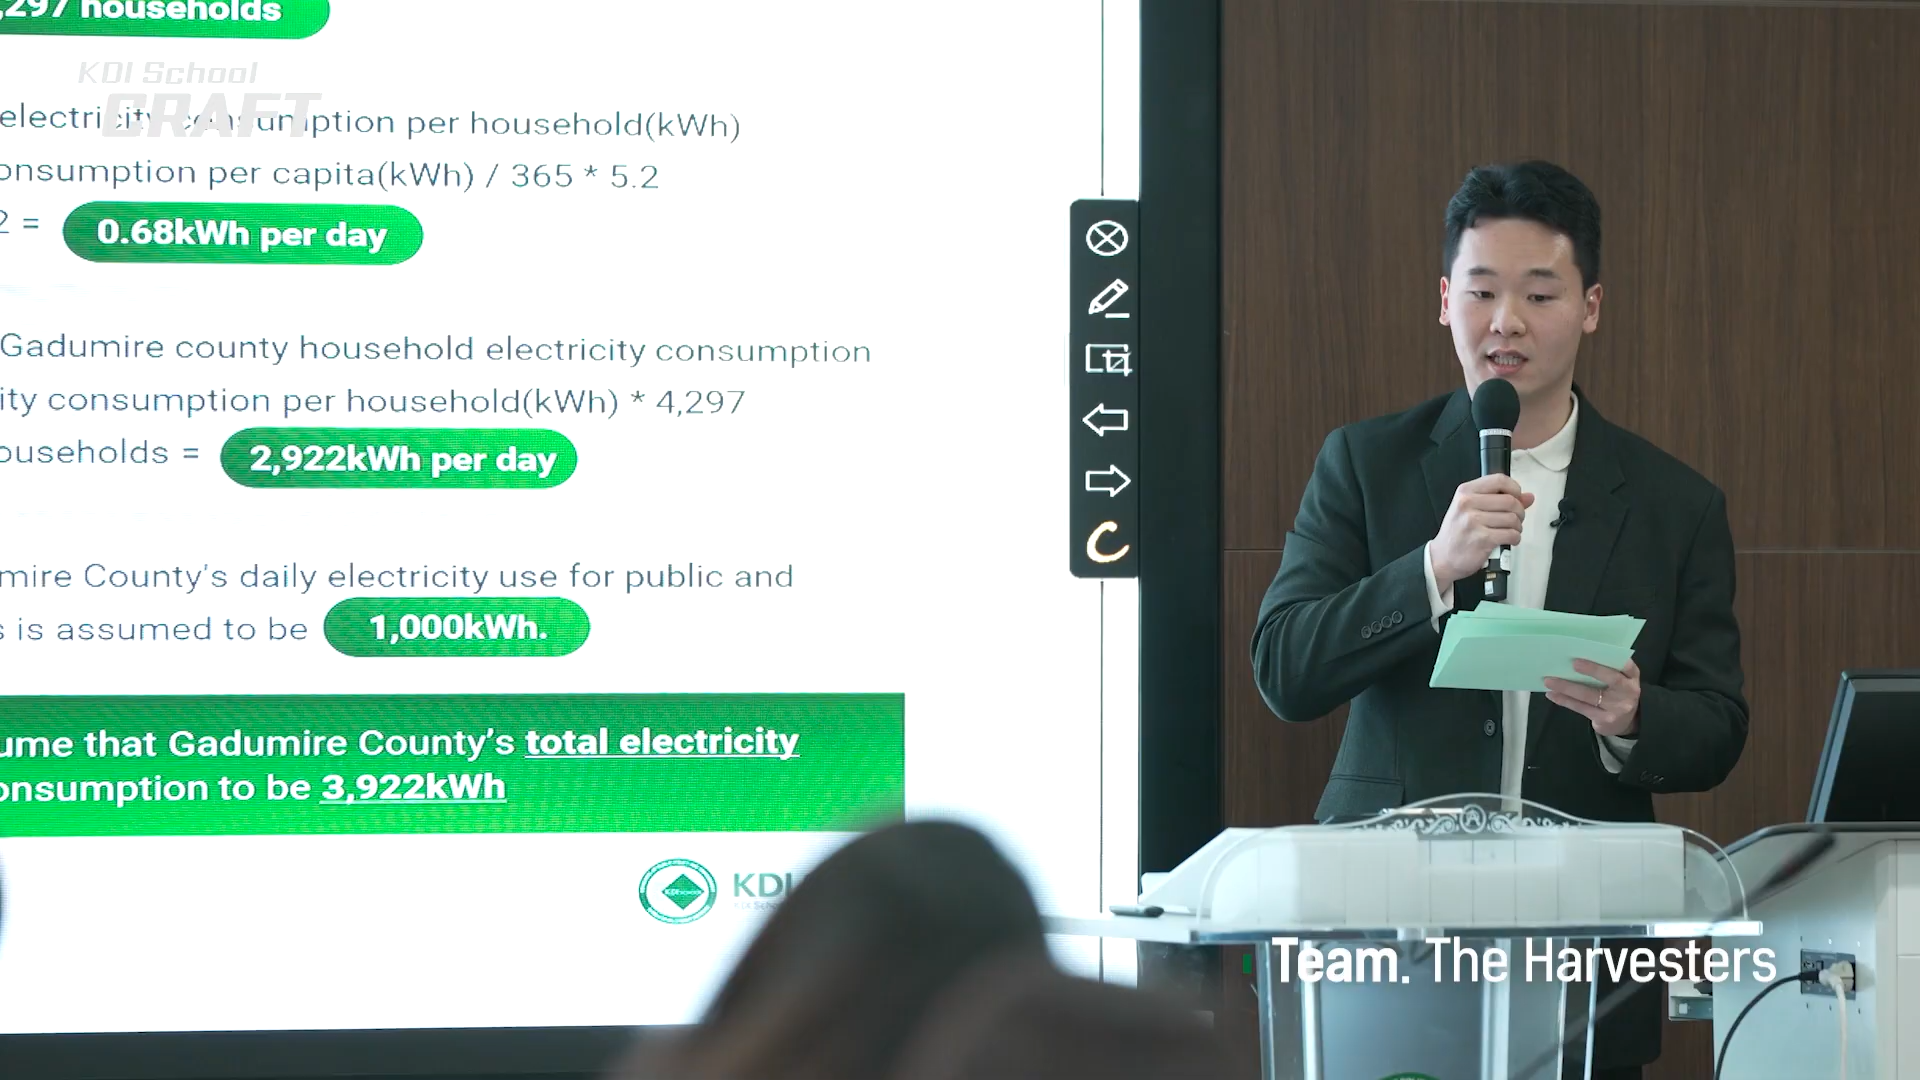 ,297 households
KDI School
CRAFT
electricity consumption per household(kWh)
onsumption per capita(kWh) / 365 * 5.2
2 = 0.68kWh per day
Gadumire county household electricity consumption
ity consumption per household(kWh) * 4,297
ouseholds = 2,922kWh per day
mire County's daily electricity use for public and
s is assumed to be 1,000kWh.
ume that Gadumire County's total electricity
onsumption to be 3,922kWh
KDI
Team. The Harvesters